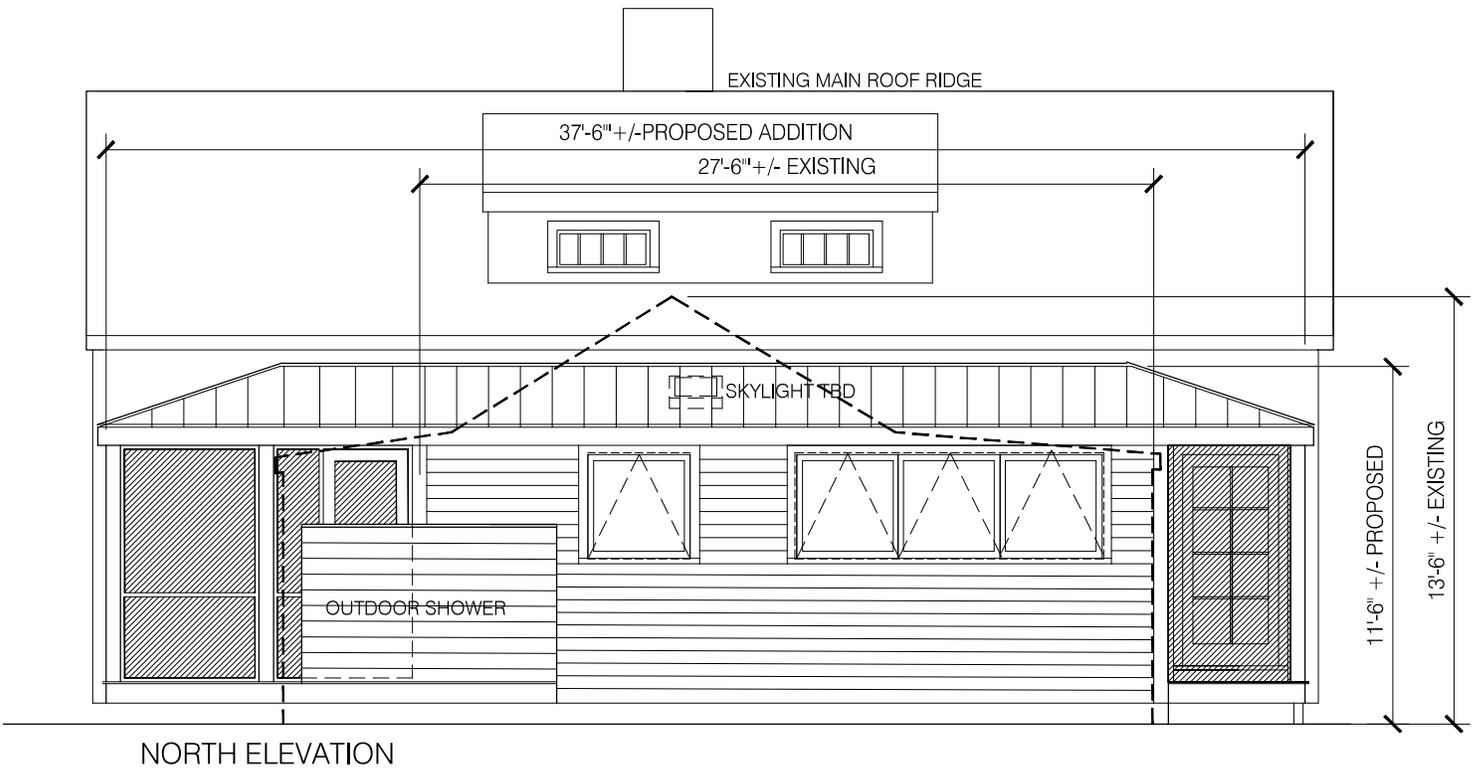 EXISTING MAIN ROOF RIDGE
37'-6"'+/-PROPOSED ADDITION
27'-6"'+/- EXISTING
SKYLIGHT TBD
OUTDOOR SHOWER
11'-6" +/- PROPOSED
13'-6" +/- EXISTING
NORTH ELEVATION